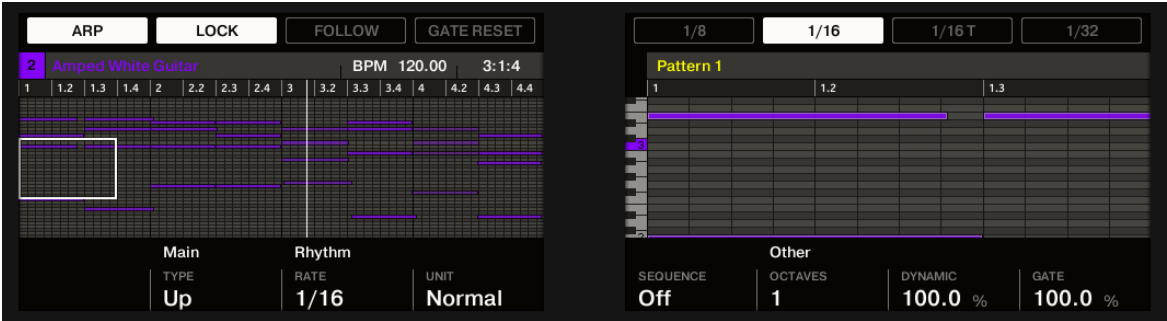 ARP LOCK FOLLOW GATE RESET
2 Amped White Guitar BPM 120.00 3:1:4
1 1.2 1.3 1.4 2 2.2 2.3 2.4 3 3.2 3.3 3.4 4 4.2 4.3 4.4
Main Rhythm
TYPE RATE UNIT
Up 1/16 Normal
1/8 1/16 1/16 T 1/32
Pattern 1
1 1.2 1.3
3
2
Other
SEQUENCE OCTAVES DYNAMIC GATE
Off 1 100.0 % 100.0 %